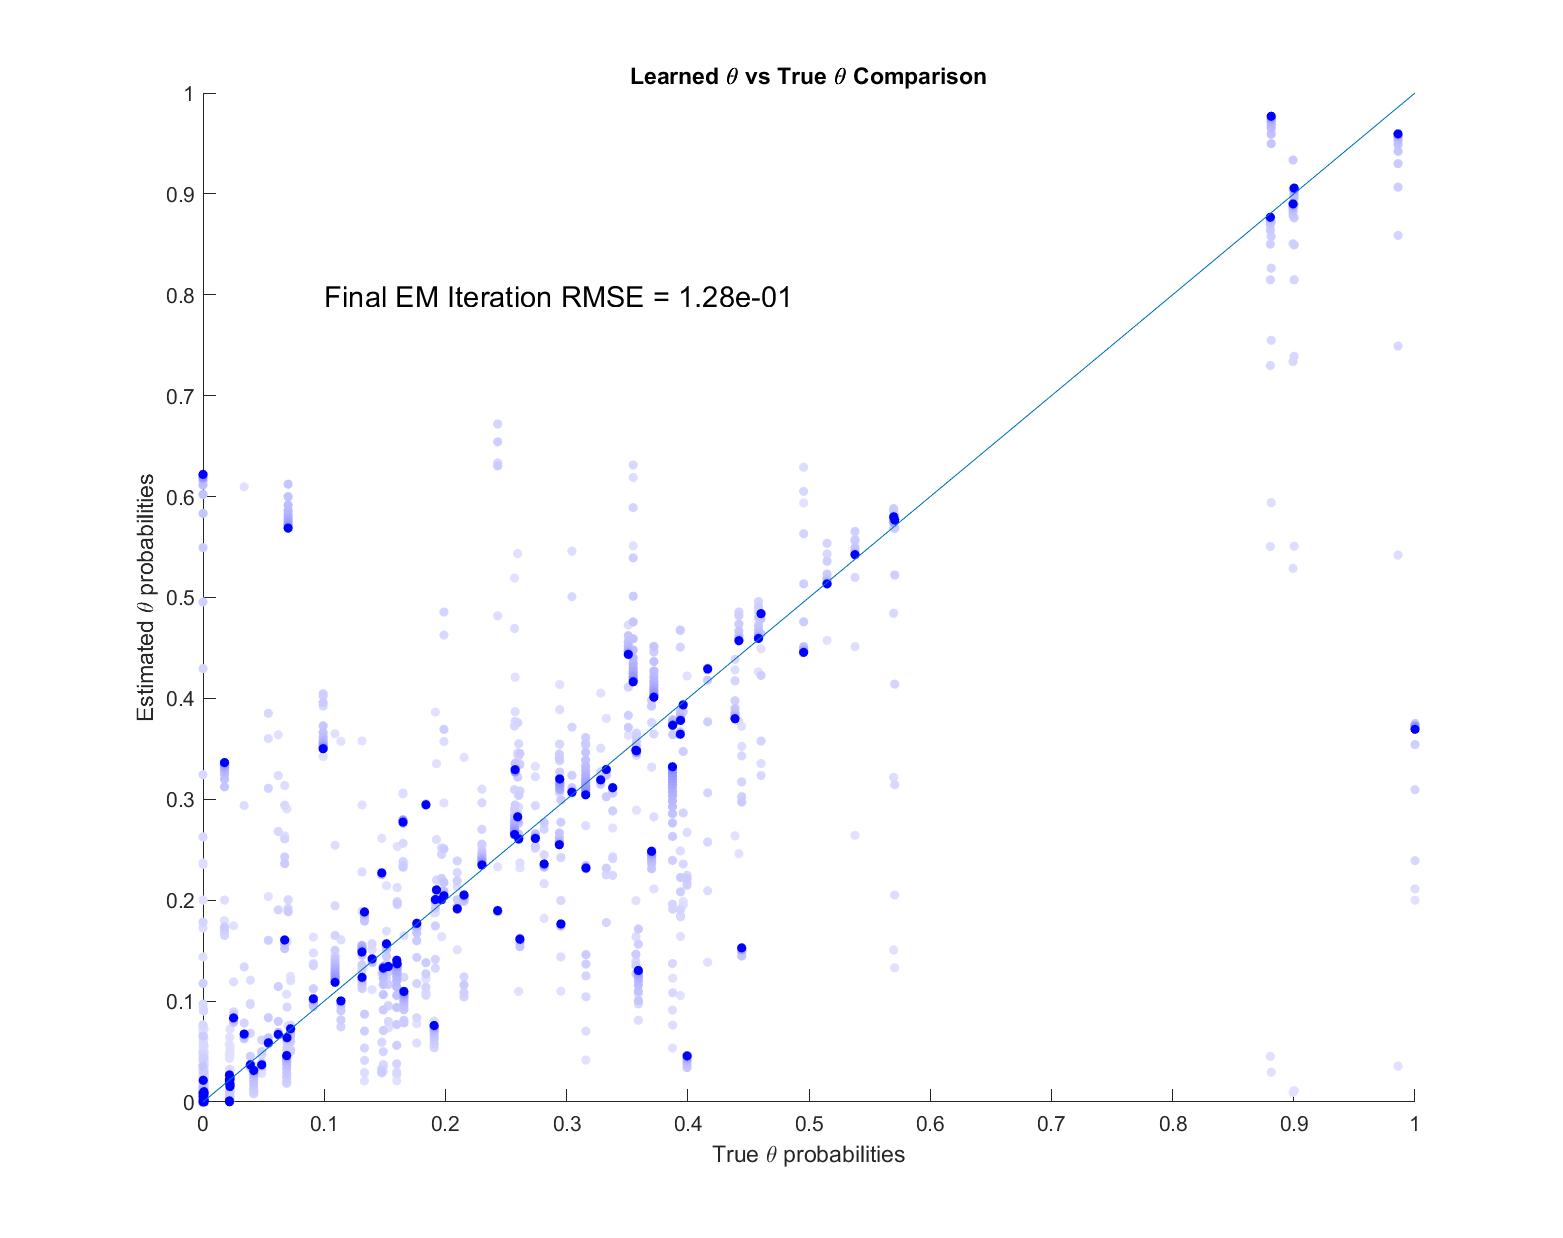 Learned θ vs True θ Comparison
1
0.9
0.8
0.7
0.6
0.5
0.4
0.3
0.2
0.1
0
Estimated θ probabilities
Final EM Iteration RMSE = 1.28e-01
0 0.1 0.2 0.3 0.4 0.5 0.6 0.7 0.8 0.9 1
True θ probabilities